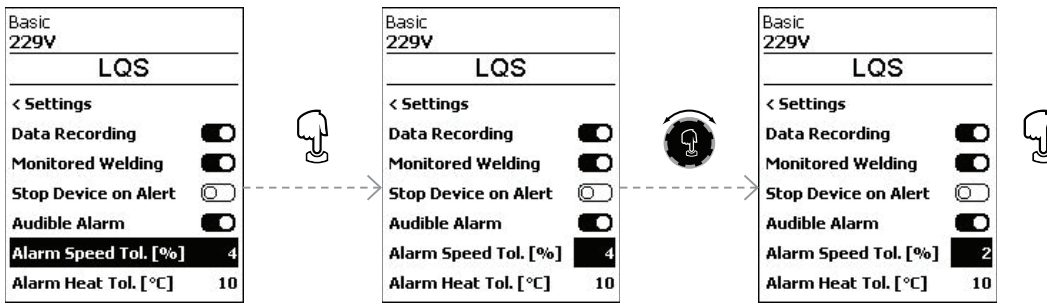 Basic
229V
LQS
< Settings
Data Recording
Monitored Welding
Stop Device on Alert
Audible Alarm
Alarm Speed Tol. [%] 4
Alarm Heat Tol. [°C] 10
Basic
229V
LQS
< Settings
Data Recording
Monitored Welding
Stop Device on Alert
Audible Alarm
Alarm Speed Tol. [%] 4
Alarm Heat Tol. [°C] 10
Basic
229V
LQS
< Settings
Data Recording
Monitored Welding
Stop Device on Alert
Audible Alarm
Alarm Speed Tol. [%] 2
Alarm Heat Tol. [°C] 10